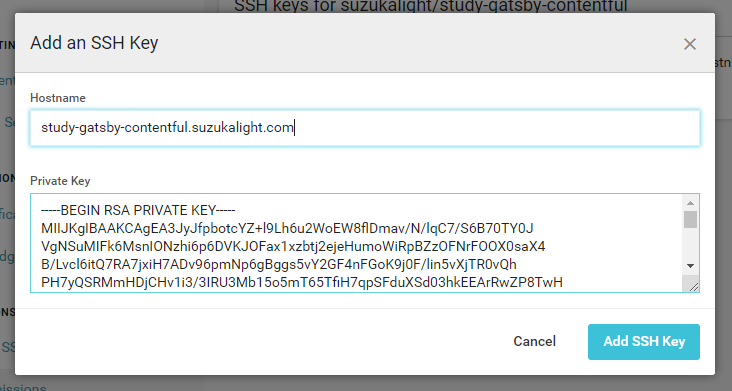 SSH keys for suzukalight/study-gatsby-contentful
Add an SSH Key
×
Hostname
study-gatsby-contentful.suzukalight.com
Private Key
-----BEGIN RSA PRIVATE KEY-----
MIIJKgIBAAKCAgEA3JyJfpbotcYZ+l9Lh6u2WoEW8flDmav/N/lqC7/S6B70TY0J
VgNSuMIFk6MsnIONzhi6p6DVKJOFax1xzbtj2ejeHumoWiRpBZzOFNrFOOX0saX4
B/Lvcl6itQ7RA7jxiH7ADv96pmNp6gBggs5vY2GF4nFGoK9j0F/lin5vXjTR0vQh
PH7yQSRMmHDjCHv1i3/3IRU3Mb15o5mT65TfiH7qpSFduXSd03hkEEArRwZP8TwH
Cancel
Add SSH Key